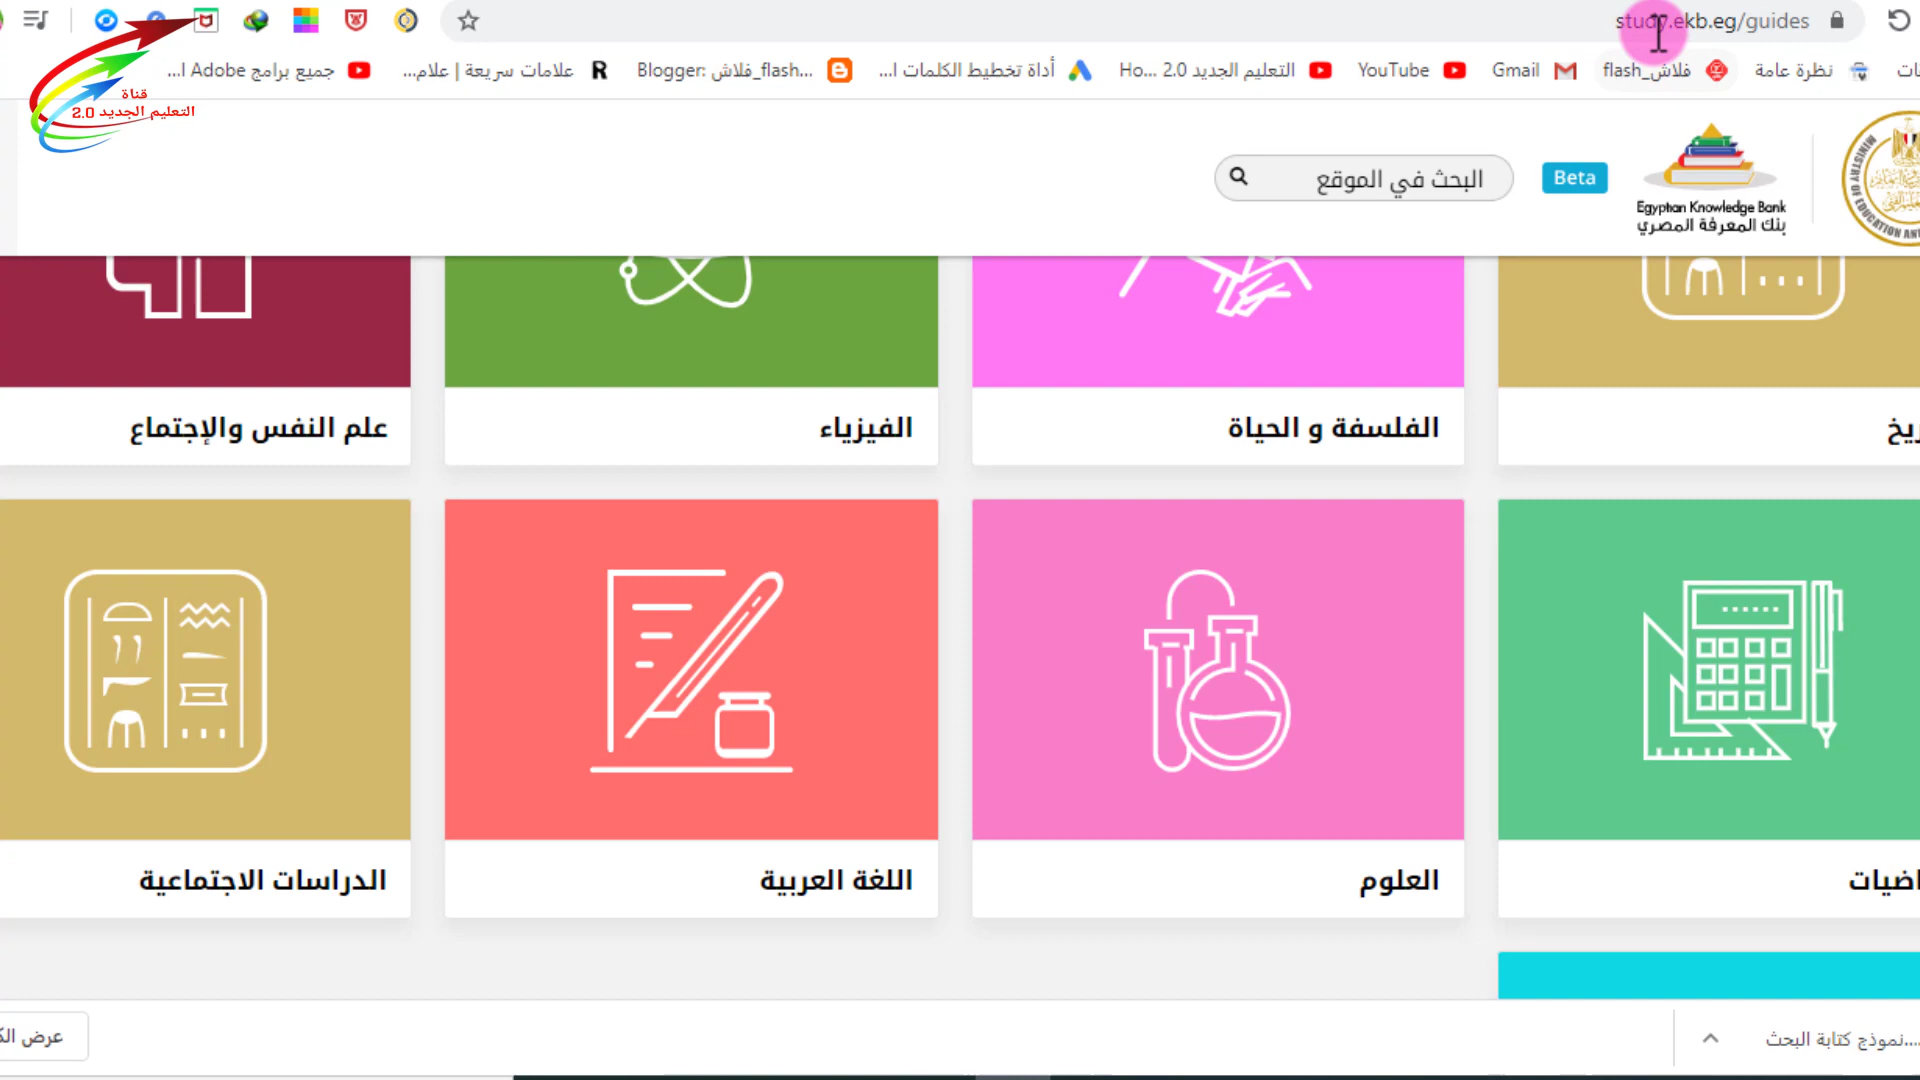 study.ekb.eg/guides
نظرة عامة
فلاش_flash
Gmail
YouTube
التعليم الجديد 2.0 Ho...
أداة تخطيط الكلمات ا...
Blogger: فلاش_flash...
علامات سريعة | علام...
جميع برامج Adobe ا...
قناة
التعليم الجديد 2.0
Egyptian Knowledge Bank
بنك المعرفة المصري
Beta
البحث في الموقع
الفلسفة و الحياة
الفيزياء
علم النفس والإجتماع
العلوم
اللغة العربية
الدراسات الاجتماعية
نموذج كتابة البحث....
عرض